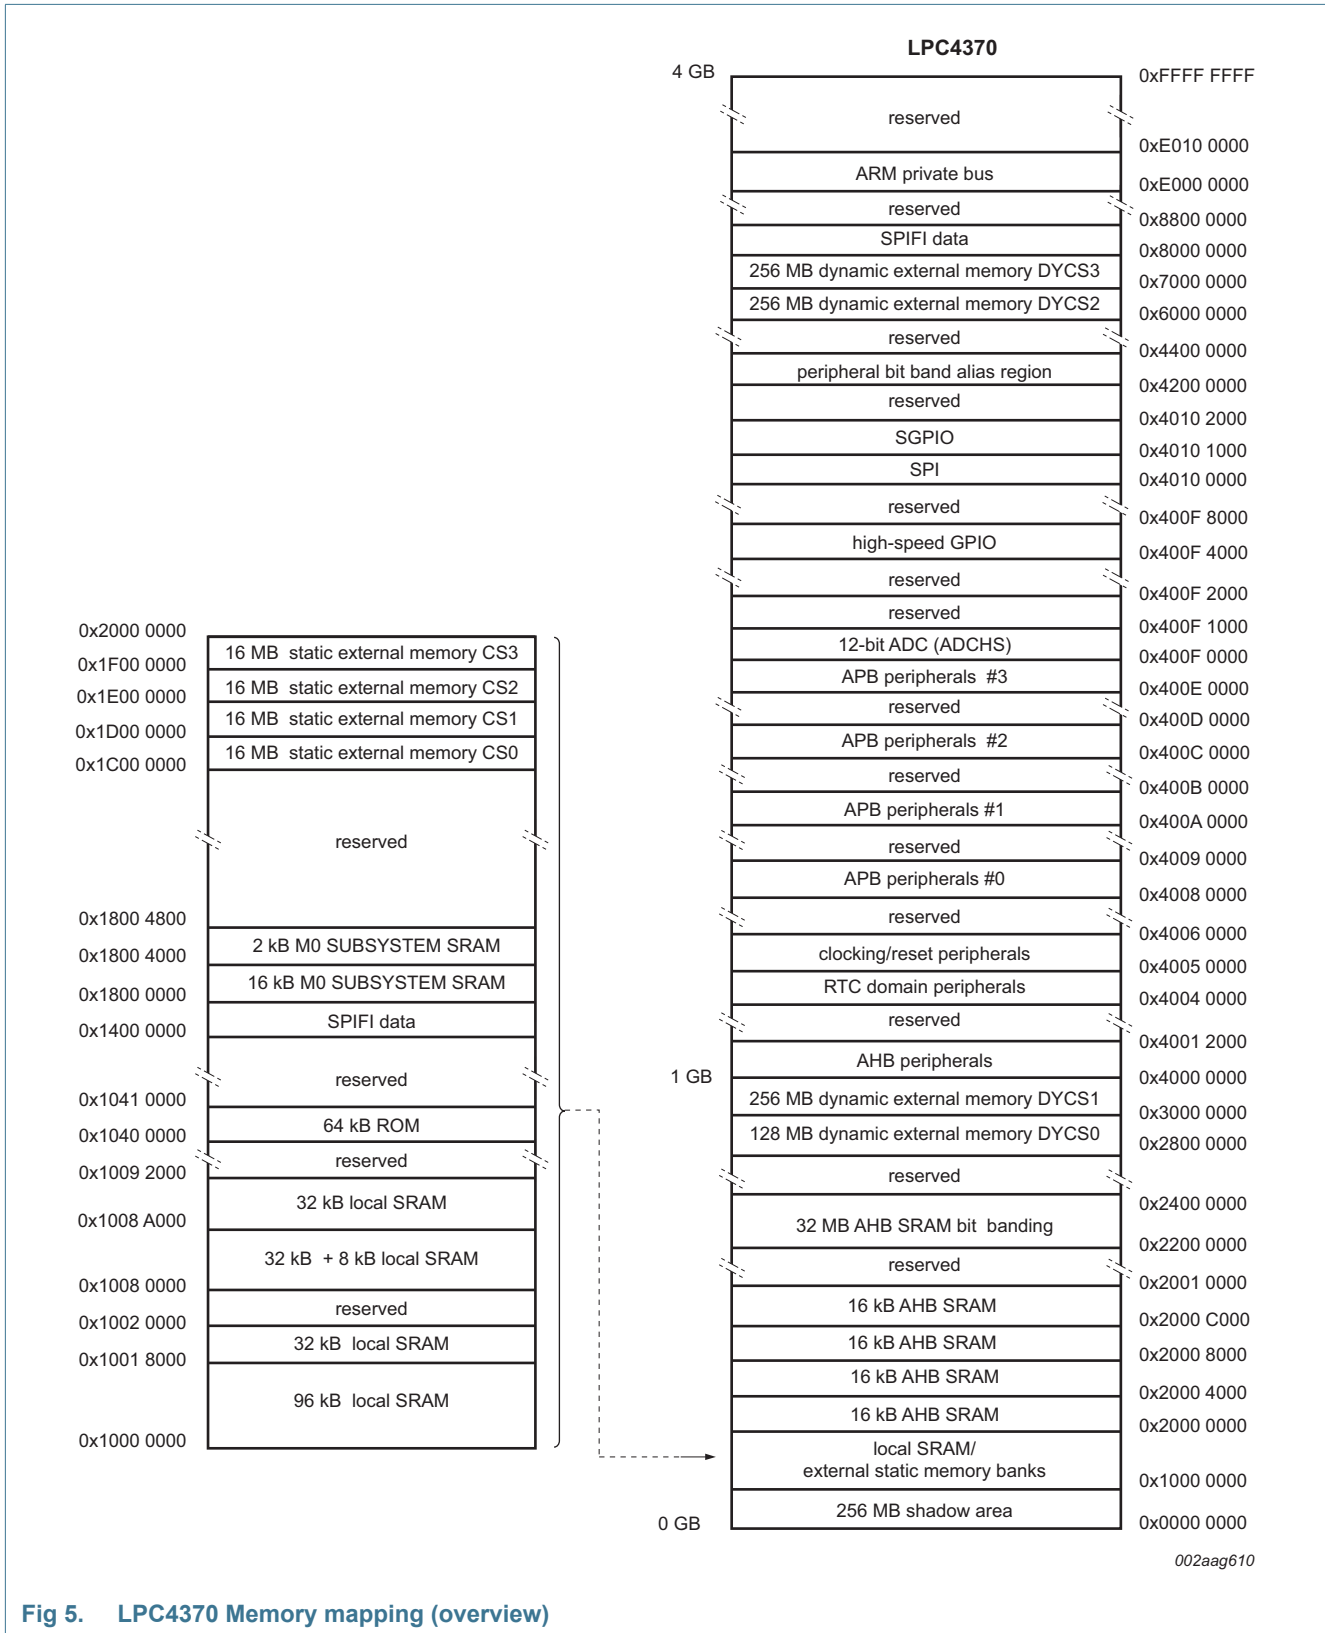 LPC4370
4 GB
0xFFFF FFFF
reserved
0xE010 0000
ARM private bus
0xE000 0000
reserved
0x8800 0000
SPIFI data
0x8000 0000
256 MB dynamic external memory DYCS3
0x7000 0000
256 MB dynamic external memory DYCS2
0x6000 0000
reserved
0x4400 0000
peripheral bit band alias region
0x4200 0000
reserved
0x4010 2000
SGPIO
0x4010 1000
SPI
0x4010 0000
reserved
0x400F 8000
high-speed GPIO
0x400F 4000
reserved
0x400F 2000
reserved
0x400F 1000
12-bit ADC (ADCHS)
0x400F 0000
APB peripherals #3
0x400E 0000
reserved
0x400D 0000
APB peripherals #2
0x400C 0000
reserved
0x400B 0000
APB peripherals #1
0x400A 0000
reserved
0x4009 0000
APB peripherals #0
0x4008 0000
reserved
0x4006 0000
clocking/reset peripherals
0x4005 0000
RTC domain peripherals
0x4004 0000
reserved
0x4001 2000
AHB peripherals
1 GB
0x4000 0000
256 MB dynamic external memory DYCS1
0x3000 0000
128 MB dynamic external memory DYCS0
0x2800 0000
reserved
0x2400 0000
32 MB AHB SRAM bit banding
0x2200 0000
reserved
0x2001 0000
16 kB AHB SRAM
0x2000 C000
16 kB AHB SRAM
0x2000 8000
16 kB AHB SRAM
0x2000 4000
16 kB AHB SRAM
0x2000 0000
local SRAM/
external static memory banks
0x1000 0000
256 MB shadow area
0 GB
0x0000 0000
0x2000 0000
16 MB static external memory CS3
0x1F00 0000
16 MB static external memory CS2
0x1E00 0000
16 MB static external memory CS1
0x1D00 0000
16 MB static external memory CS0
0x1C00 0000
reserved
0x1800 4800
2 kB M0 SUBSYSTEM SRAM
0x1800 4000
16 kB M0 SUBSYSTEM SRAM
0x1800 0000
SPIFI data
0x1400 0000
reserved
0x1041 0000
64 kB ROM
0x1040 0000
reserved
0x1009 2000
32 kB local SRAM
0x1008 A000
32 kB + 8 kB local SRAM
0x1008 0000
reserved
0x1002 0000
32 kB local SRAM
0x1001 8000
96 kB local SRAM
0x1000 0000
002aag610
Fig 5. LPC4370 Memory mapping (overview)